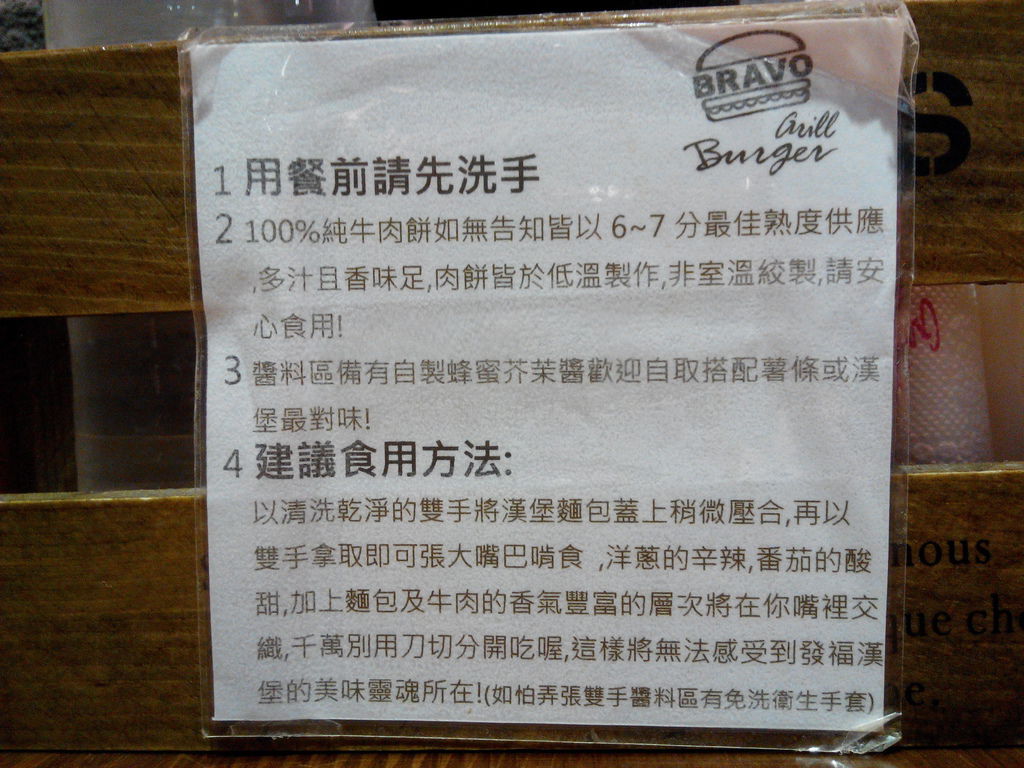 BRAVO
Grill
Burger
1 用餐前請先洗手
2 100%純牛肉餅如無告知皆以 6~7 分最佳熟度供應
,多汁且香味足,肉餅皆於低溫製作,非室溫絞製,請安
心食用!
3 醬料區備有自製蜂蜜芥茉醬歡迎自取搭配薯條或漢
堡最對味!
4 建議食用方法:
以清洗乾淨的雙手將漢堡麵包蓋上稍微壓合,再以
雙手拿取即可張大嘴巴啃食 ,洋蔥的辛辣,番茄的酸
甜,加上麵包及牛肉的香氣豐富的層次將在你嘴裡交
織,千萬別用刀切分開吃喔,這樣將無法感受到發福漢
堡的美味靈魂所在!(如怕弄張雙手醬料區有免洗衛生手套)
S
nous
que ch
e.